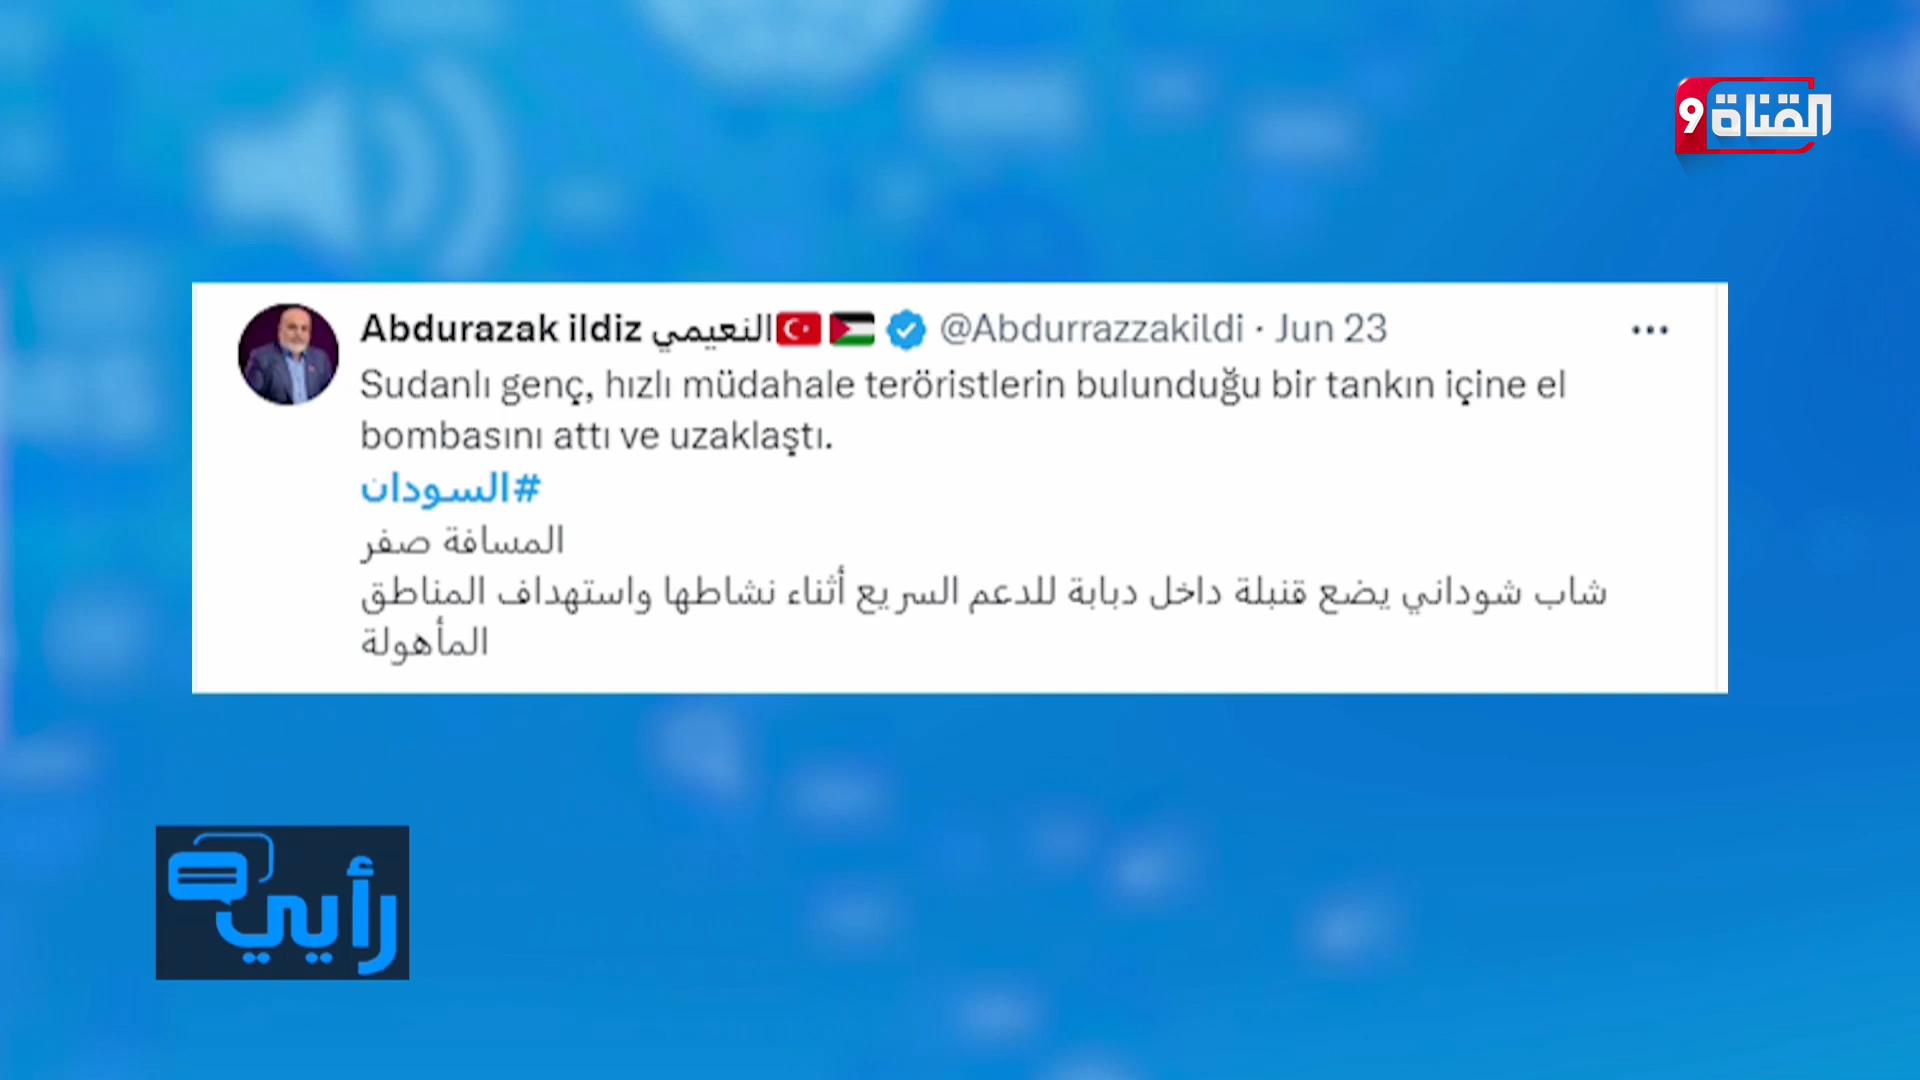 القناة 9
Abdurazak ildiz النعيمي🇹🇷🇵🇸 @Abdurrazzakildi · Jun 23
Sudanlı genç, hızlı müdahale teröristlerin bulunduğu bir tankın içine el
bombasını attı ve uzaklaştı.
#السودان
المسافة صفر
شاب شوداني يضع قنبلة داخل دبابة للدعم السريع أثناء نشاطها واستهداف المناطق
المأهولة
رأيي